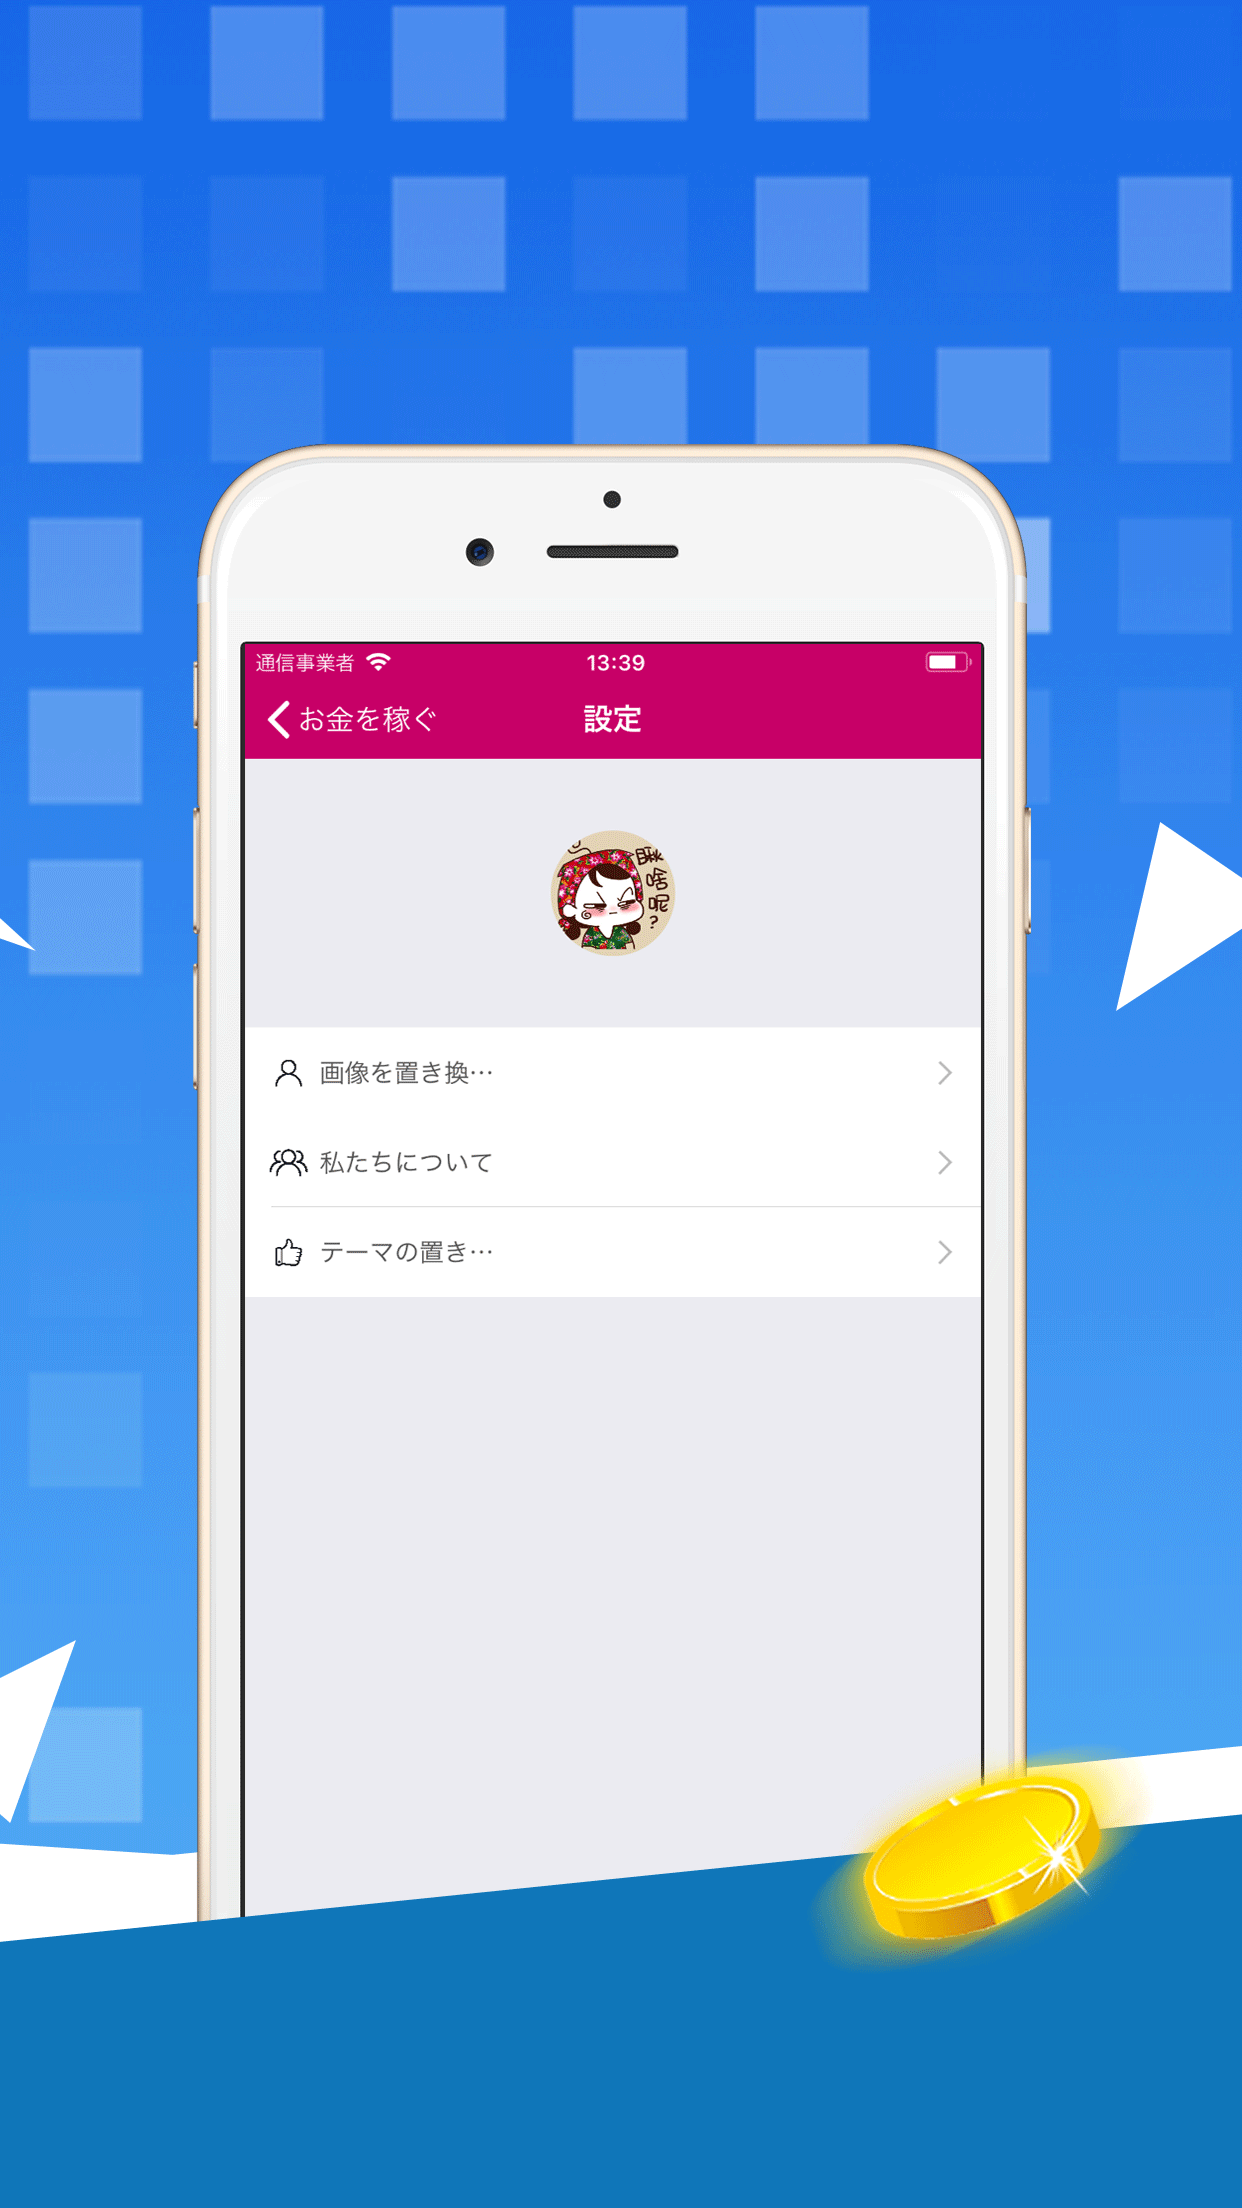 通信事業者 13:39
お金を稼ぐ 設定
瞅
啥
呢
?
画像を置き換…
私たちについて
テーマの置き…